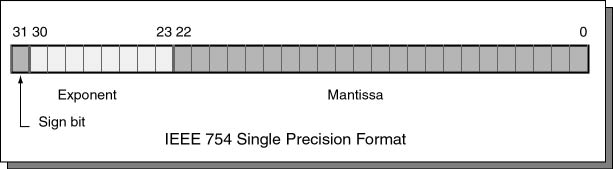 31 30 23 22 0
Exponent Mantissa
Sign bit
IEEE 754 Single Precision Format